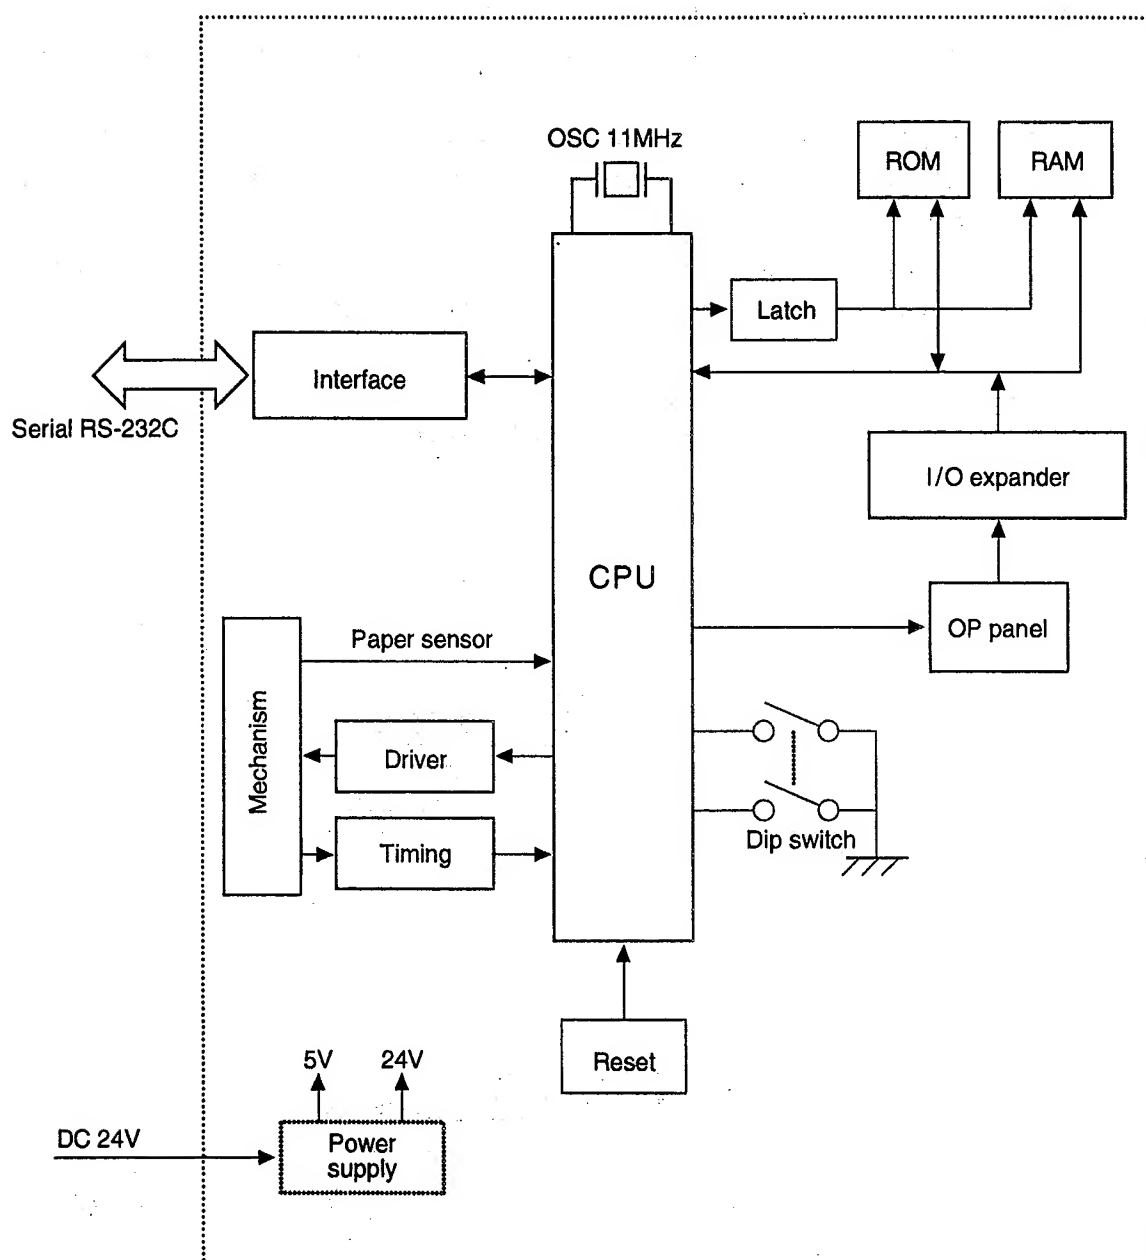 OSC 11MHz
ROM
RAM
Latch
Interface
Serial RS-232C
I/O expander
CPU
OP panel
Paper sensor
Mechanism
Driver
Timing
Dip switch
Reset
5V
24V
DC 24V
Power
supply